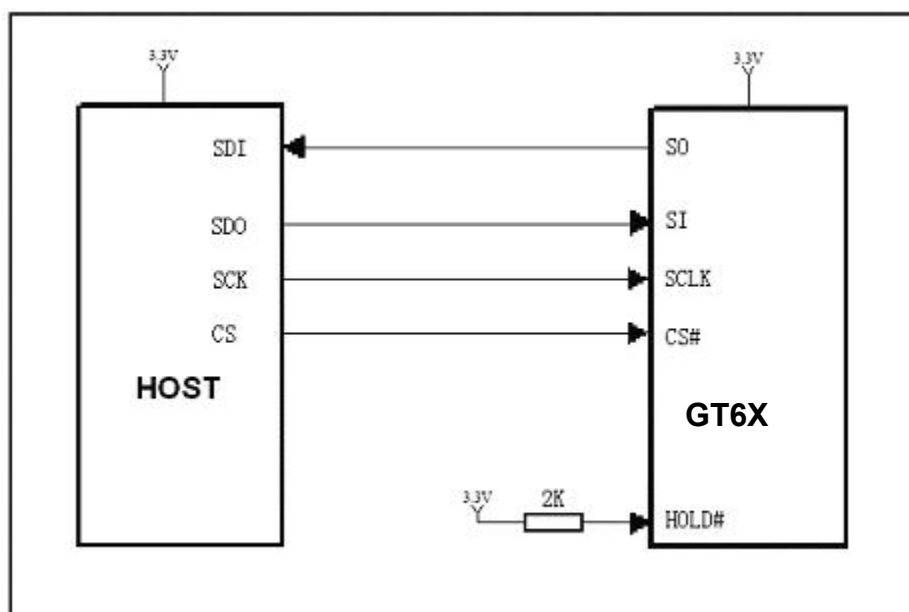 3.3V
3.3V
SDI
SO
SDO
SI
SCK
SCLK
CS
CS#
HOST
GT6X
3.3V
2K
HOLD#